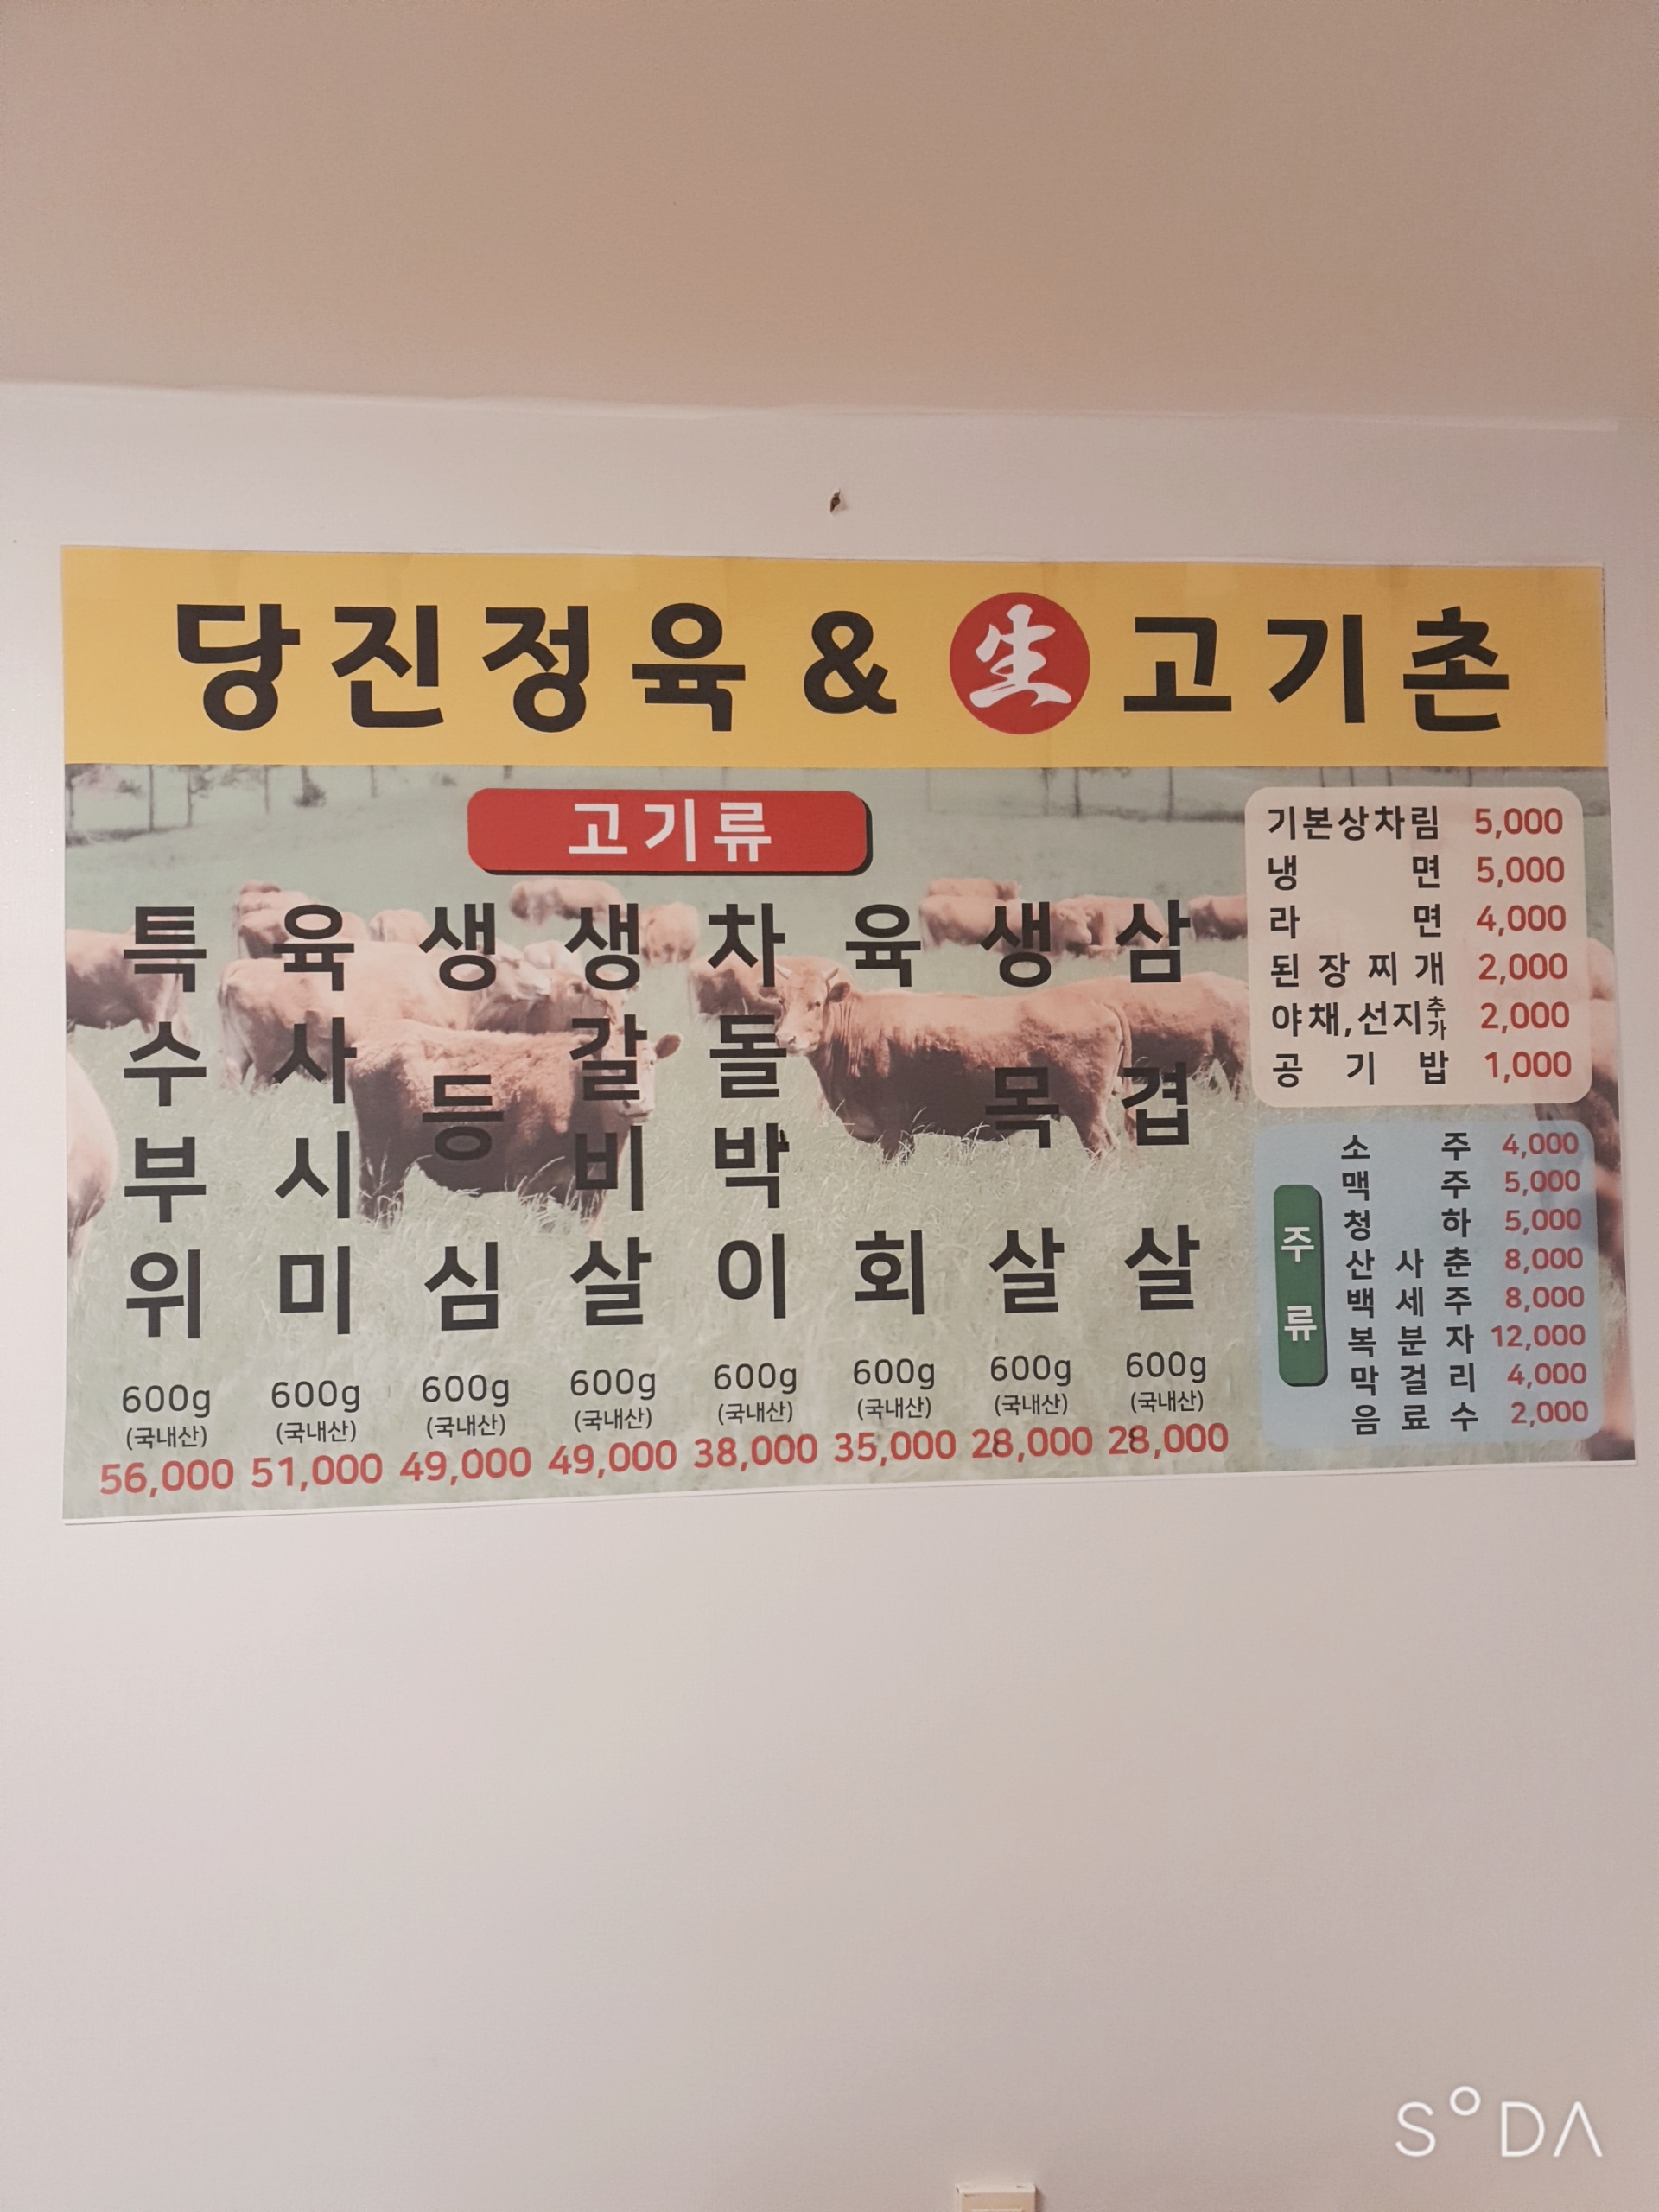 당진정육 & 生 고기촌
고기류
특수부위 600g (국내산) 56,000
육사시미 600g (국내산) 51,000
생등심 600g (국내산) 49,000
생갈비살 600g (국내산) 49,000
차돌박이 600g (국내산) 38,000
육회 600g (국내산) 35,000
생목살 600g (국내산) 28,000
삼겹살 600g (국내산) 28,000
기본상차림 5,000
냉면 5,000
라면 4,000
된장찌개 2,000
야채,선지추가 2,000
공기밥 1,000
주류
소주 4,000
맥주 5,000
청하 5,000
산사춘 8,000
백세주 8,000
복분자 12,000
막걸리 4,000
음료수 2,000
SODA